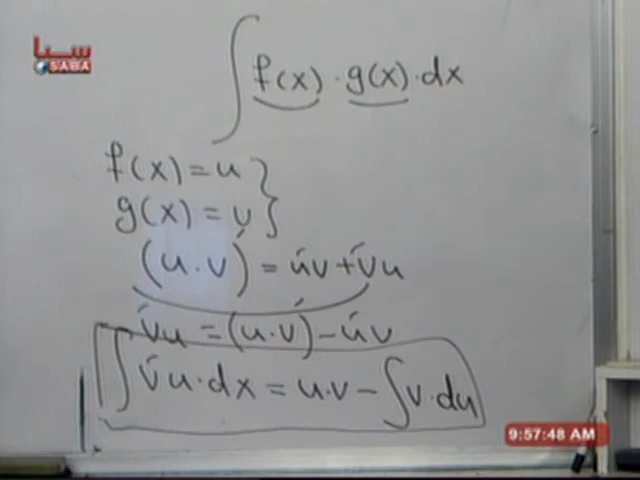 سبا
SABA
∫ f(x) · g(x) · dx
f(x) = u }
g(x) = v }
(u · v)′ = u′v + v′u
v′u = (u·v)′ − u′v
∫ v′u · dx = u·v − ∫ v·du
9:57:48 AM